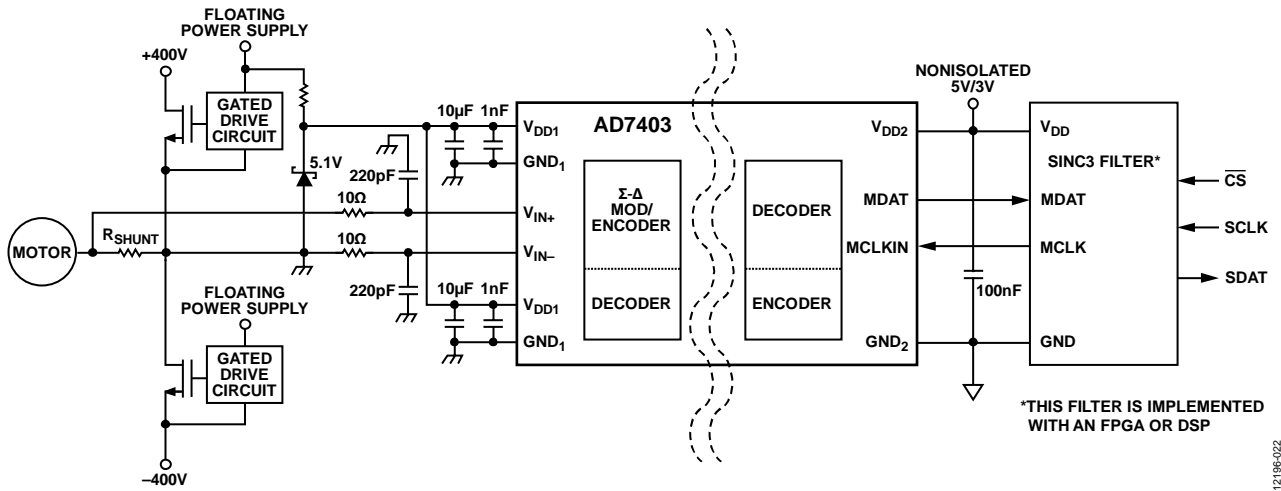 FLOATING
POWER SUPPLY
+400V
GATED
DRIVE
CIRCUIT
5.1V
MOTOR
RSHUNT
FLOATING
POWER SUPPLY
GATED
DRIVE
CIRCUIT
–400V
10Ω
10Ω
220pF
220pF
10µF
1nF
10µF
1nF
AD7403
VDD1
GND1
VIN+
VIN–
VDD1
GND1
Σ-Δ
MOD/
ENCODER
DECODER
DECODER
ENCODER
VDD2
MDAT
MCLKIN
GND2
NONISOLATED
5V/3V
100nF
VDD
SINC3 FILTER*
MDAT
MCLK
GND
CS
SCLK
SDAT
*THIS FILTER IS IMPLEMENTED
WITH AN FPGA OR DSP
12196-022